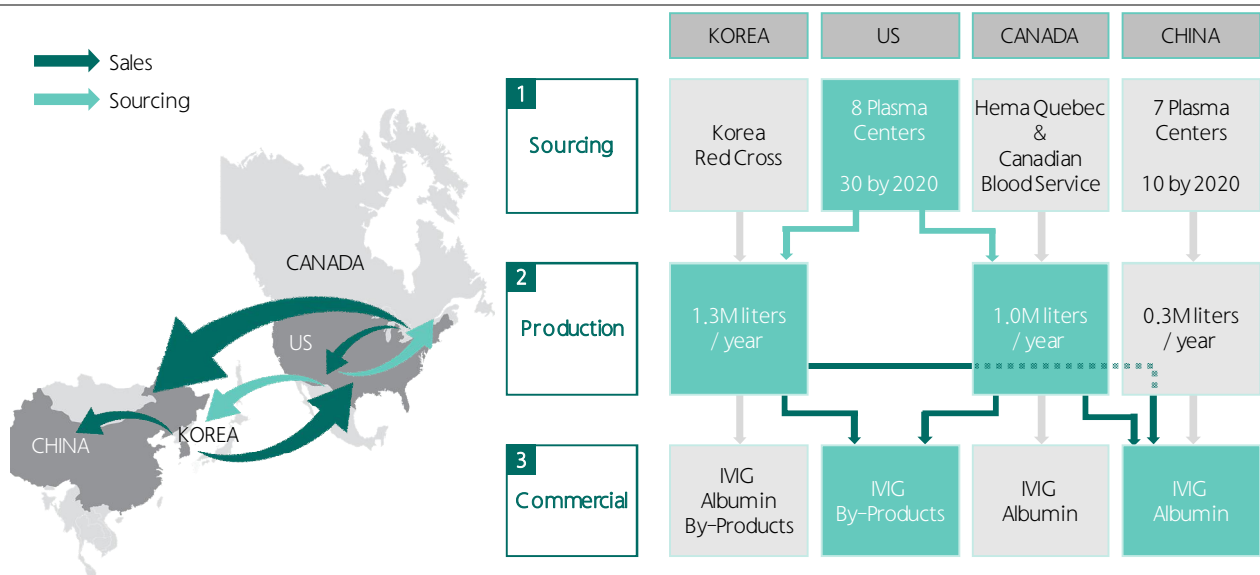 Sales
Sourcing
CANADA
US
CHINA
KOREA
KOREA
US
CANADA
CHINA
1
Sourcing
Korea
Red Cross
8 Plasma
Centers
30 by 2020
Hema Quebec
&
Canadian
Blood Service
7 Plasma
Centers
10 by 2020
2
Production
1.3M liters
/ year
1.0M liters
/ year
0.3M liters
/ year
3
Commercial
IVIG
Albumin
By-Products
IVIG
By-Products
IVIG
Albumin
IVIG
Albumin